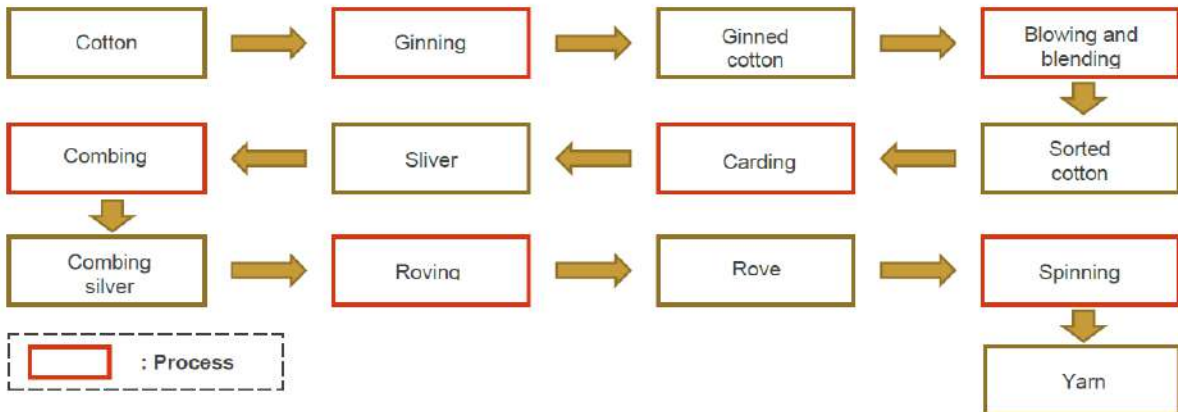 Cotton
Ginning
Ginned
cotton
Blowing and
blending
Combing
Sliver
Carding
Sorted
cotton
Combing
silver
Roving
Rove
Spinning
: Process
Yarn